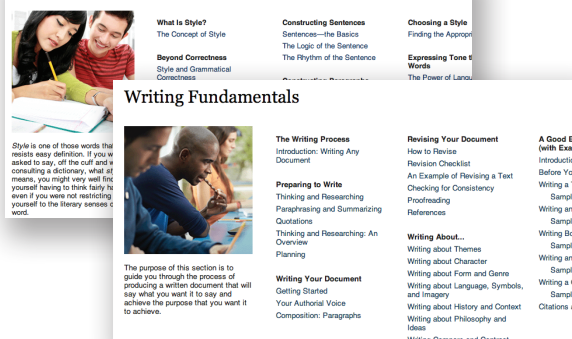 What Is Style?
The Concept of Style
Beyond Correctness
Style and Grammatical
Correctness
Constructing Sentences
Sentences—the Basics
The Logic of the Sentence
The Rhythm of the Sentence
Constructing Paragraphs
Choosing a Style
Finding the Appropri
Expressing Tone
Words
The Power of Langu
Style is one of those words tha
resists easy definition. If you w
asked to say, off the cuff and w
consulting a dictionary, what
means, you might very well find
yourself having to think fairly ha
even if you were not restricting
yourself to the literary senses o
word.
Writing Fundamentals
The purpose of this section is to
guide you through the process of
producing a written document that will
say what you want it to say and
achieve the purpose that you want it
to achieve.
The Writing Process
Introduction: Writing Any
Document
Preparing to Write
Thinking and Researching
Paraphrasing and Summarizing
Quotations
Thinking and Researching: An
Overview
Planning
Writing Your Document
Getting Started
Your Authorial Voice
Composition: Paragraphs
Revising Your Document
How to Revise
Revision Checklist
An Example of Revising a Text
Checking for Consistency
Proofreading
References
Writing About...
Writing about Themes
Writing about Character
Writing about Form and Genre
Writing about Language, Symbols,
and Imagery
Writing about History and Context
Writing about Philosophy and
Ideas
Writing Compare and Contrast
A Good E
(with Exa
Introducti
Before Yo
Writing a
Sampl
Writing an
Sampl
Writing Bo
Sampl
Writing an
Sampl
Writing a
Sampl
Citations